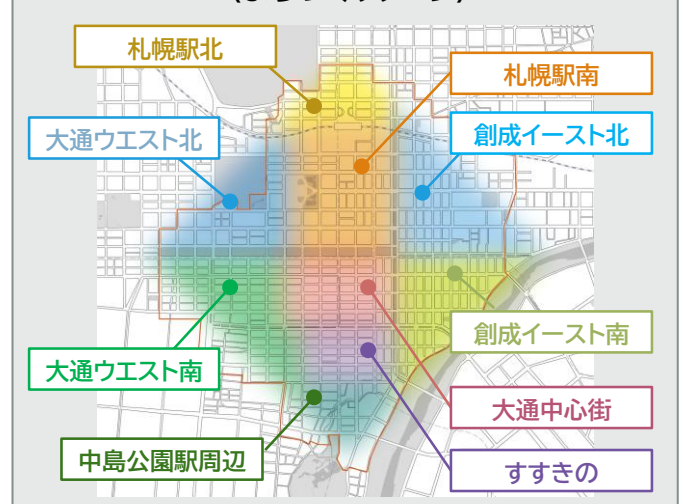 札幌駅北
札幌駅南
大通ウエスト北
創成イースト北
創成イースト南
大通ウエスト南
大通中心街
中島公園駅周辺
すすきの